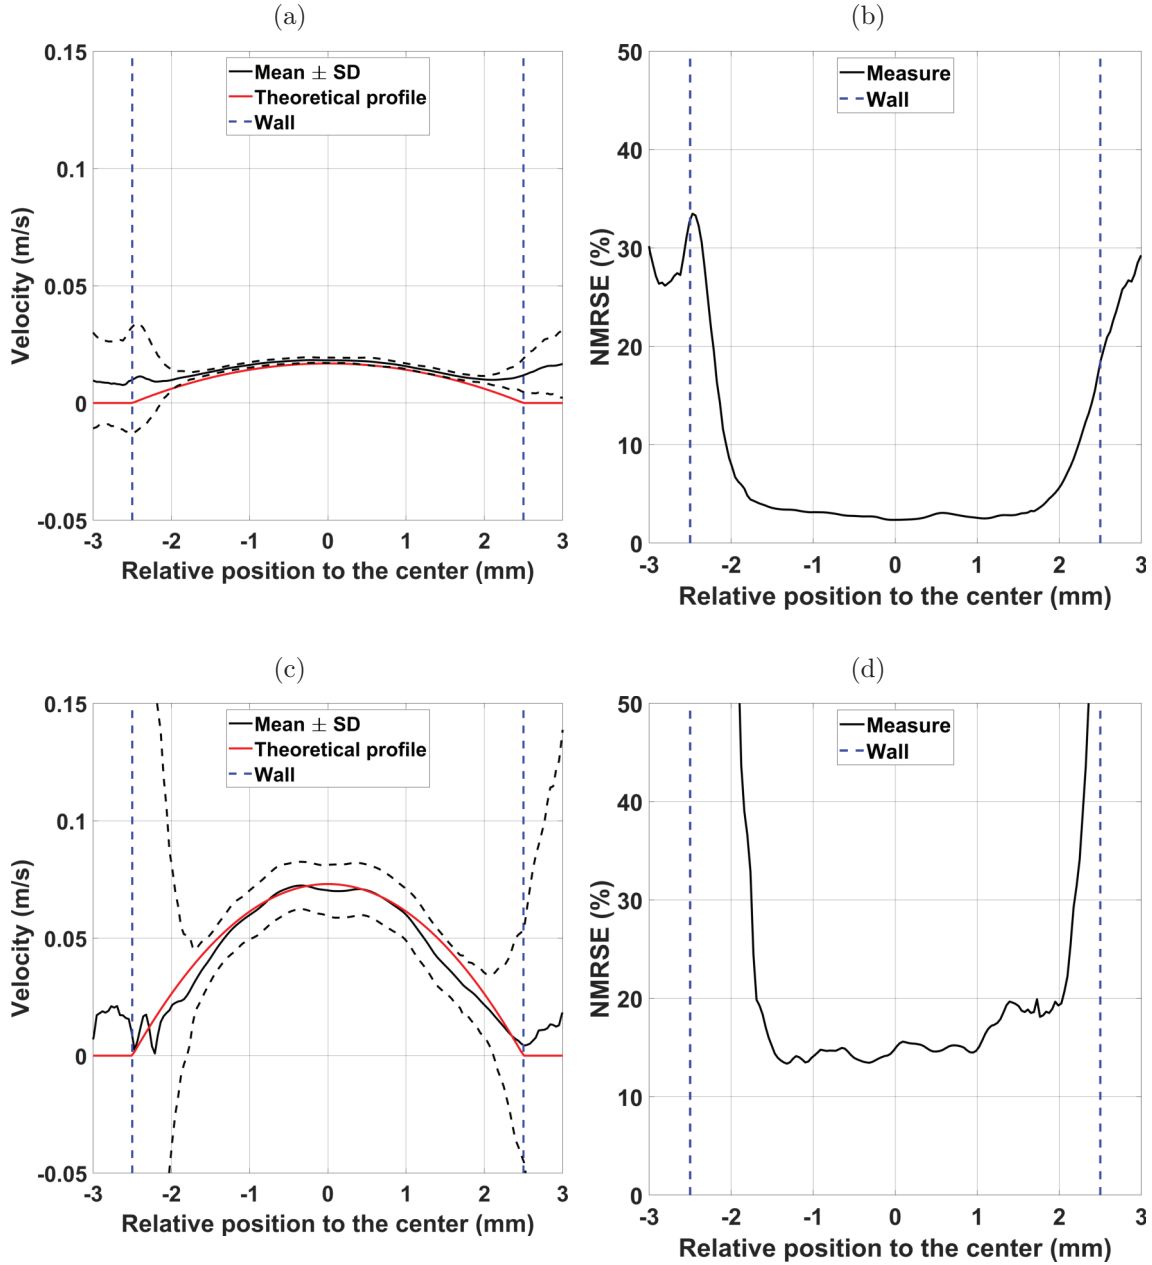 (a)
0.15
0.1
0.05
0
-0.05
Velocity (m/s)
Mean ± SD
Theoretical profile
Wall
-3 -2 -1 0 1 2 3
Relative position to the center (mm)
(b)
50
40
30
20
10
0
NMRSE (%)
Measure
Wall
-3 -2 -1 0 1 2 3
Relative position to the center (mm)
(c)
0.15
0.1
0.05
0
-0.05
Velocity (m/s)
Mean ± SD
Theoretical profile
Wall
-3 -2 -1 0 1 2 3
Relative position to the center (mm)
(d)
50
40
30
20
10
0
NMRSE (%)
Measure
Wall
-3 -2 -1 0 1 2 3
Relative position to the center (mm)